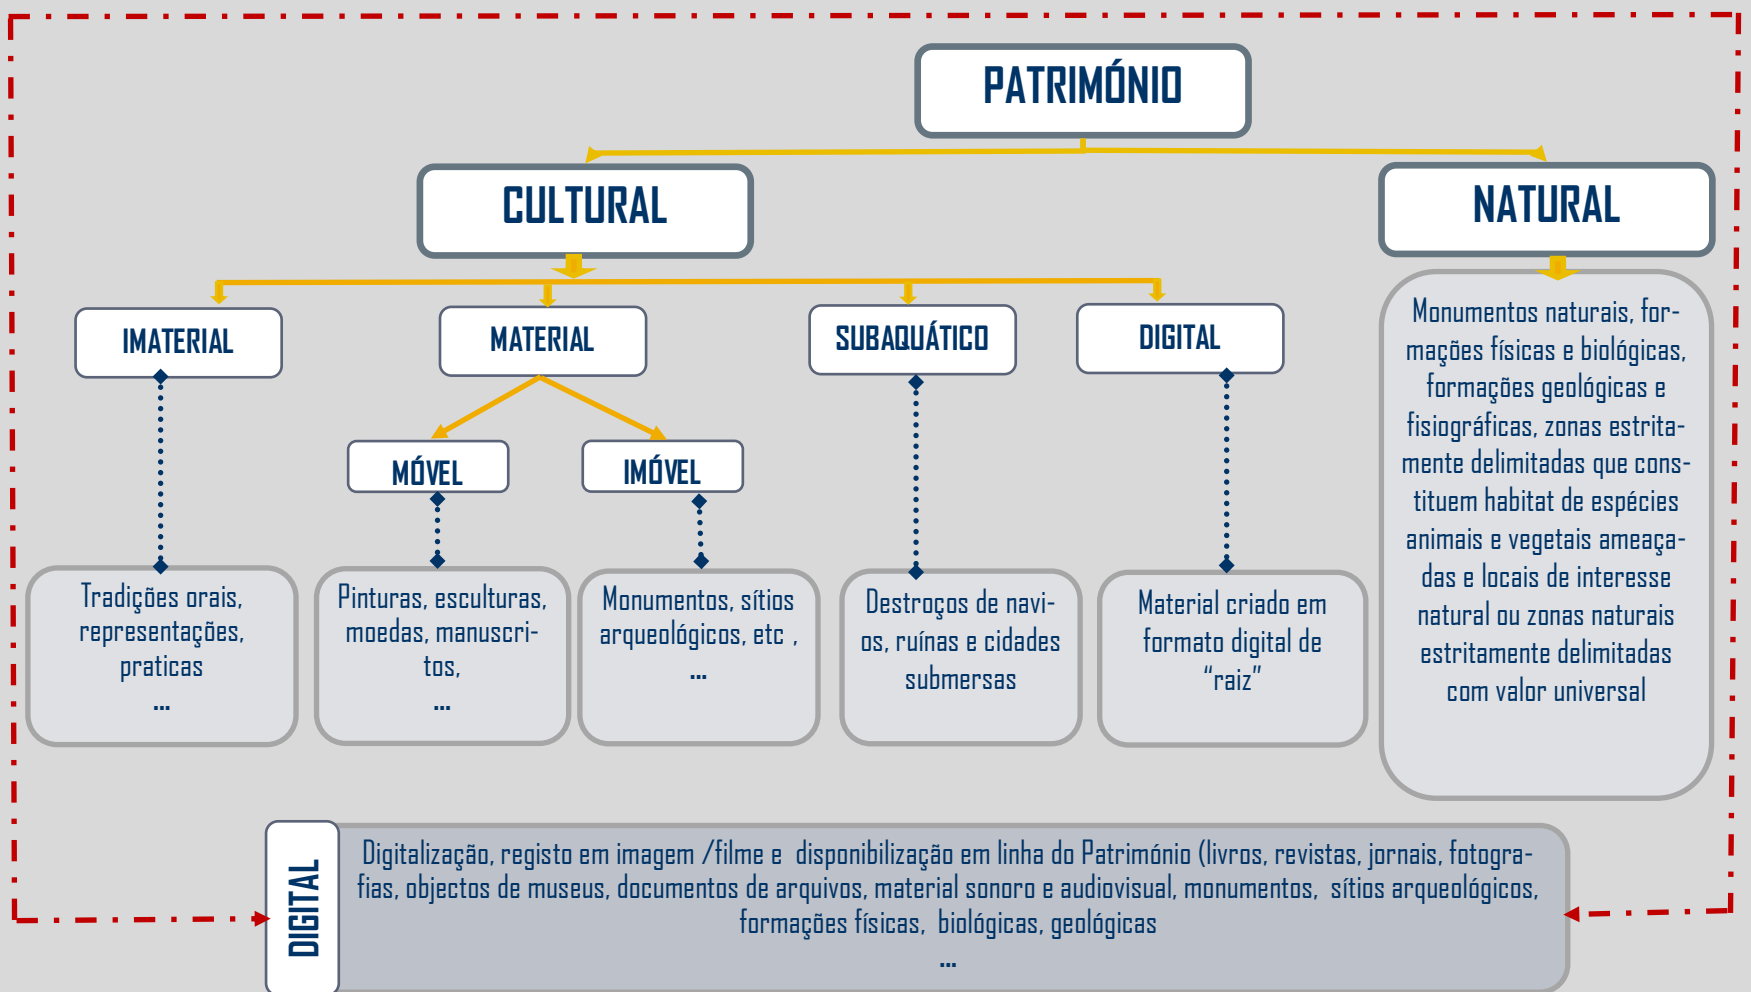 PATRIMÓNIO
CULTURAL
NATURAL
IMATERIAL
MATERIAL
SUBAQUÁTICO
DIGITAL
MÓVEL
IMÓVEL
Tradições orais,
representações,
praticas
...
Pinturas, esculturas,
moedas, manuscri-
tos,
...
Monumentos, sítios
arqueológicos, etc ,
...
Destroços de navi-
os, ruínas e cidades
submersas
Material criado em
formato digital de
“raiz”
Monumentos naturais, for-
mações físicas e biológicas,
formações geológicas e
fisiográficas, zonas estrita-
mente delimitadas que cons-
tituem habitat de espécies
animais e vegetais ameaça-
das e locais de interesse
natural ou zonas naturais
estritamente delimitadas
com valor universal
DIGITAL
Digitalização, registo em imagem /filme e disponibilização em linha do Património (livros, revistas, jornais, fotogra-
fias, objectos de museus, documentos de arquivos, material sonoro e audiovisual, monumentos, sítios arqueológicos,
formações físicas, biológicas, geológicas
...